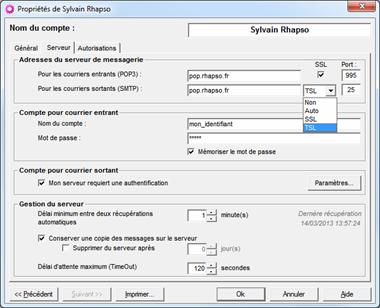 Propriétés de Sylvain Rhapso
Nom du compte :
Sylvain Rhapso
Général Serveur Autorisations
Adresses du serveur de messagerie
SSL Port :
Pour les courriers entrants (POP3) : pop.rhapso.fr 995
Pour les courriers sortants (SMTP) : pop.rhapso.fr TSL 25
Non
Auto
SSL
TSL
Compte pour courrier entrant
Nom du compte : mon_identifiant
Mot de passe : *****
Mémoriser le mot de passe
Compte pour courrier sortant
Mon serveur requiert une authentification Paramètres...
Gestion du serveur
Délai minimum entre deux récupérations automatiques 1 minute(s)
Dernière récupération
14/03/2013 13:57:24
Conserver une copie des messages sur le serveur
Supprimer du serveur après 0 jour(s)
Délai d'attente maximum (TimeOut) 120 secondes
<< Précédent Suivant >> Imprimer... Ok Annuler Aide